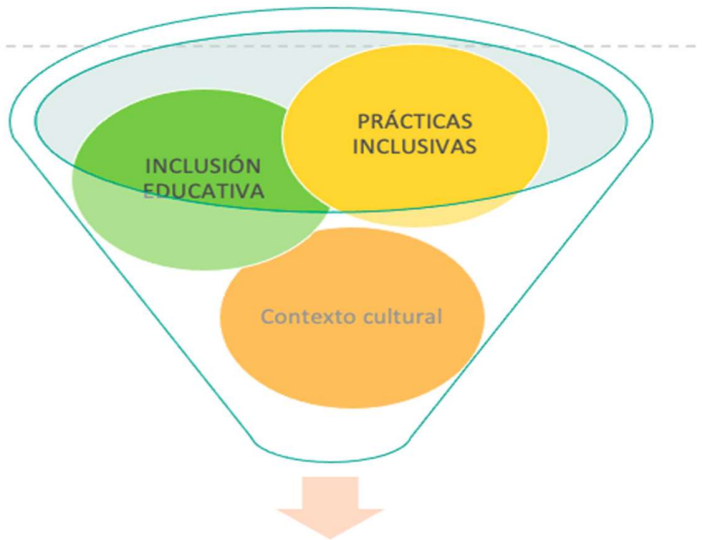 PRÁCTICAS
INCLUSIVAS
INCLUSIÓN
EDUCATIVA
Contexto cultural